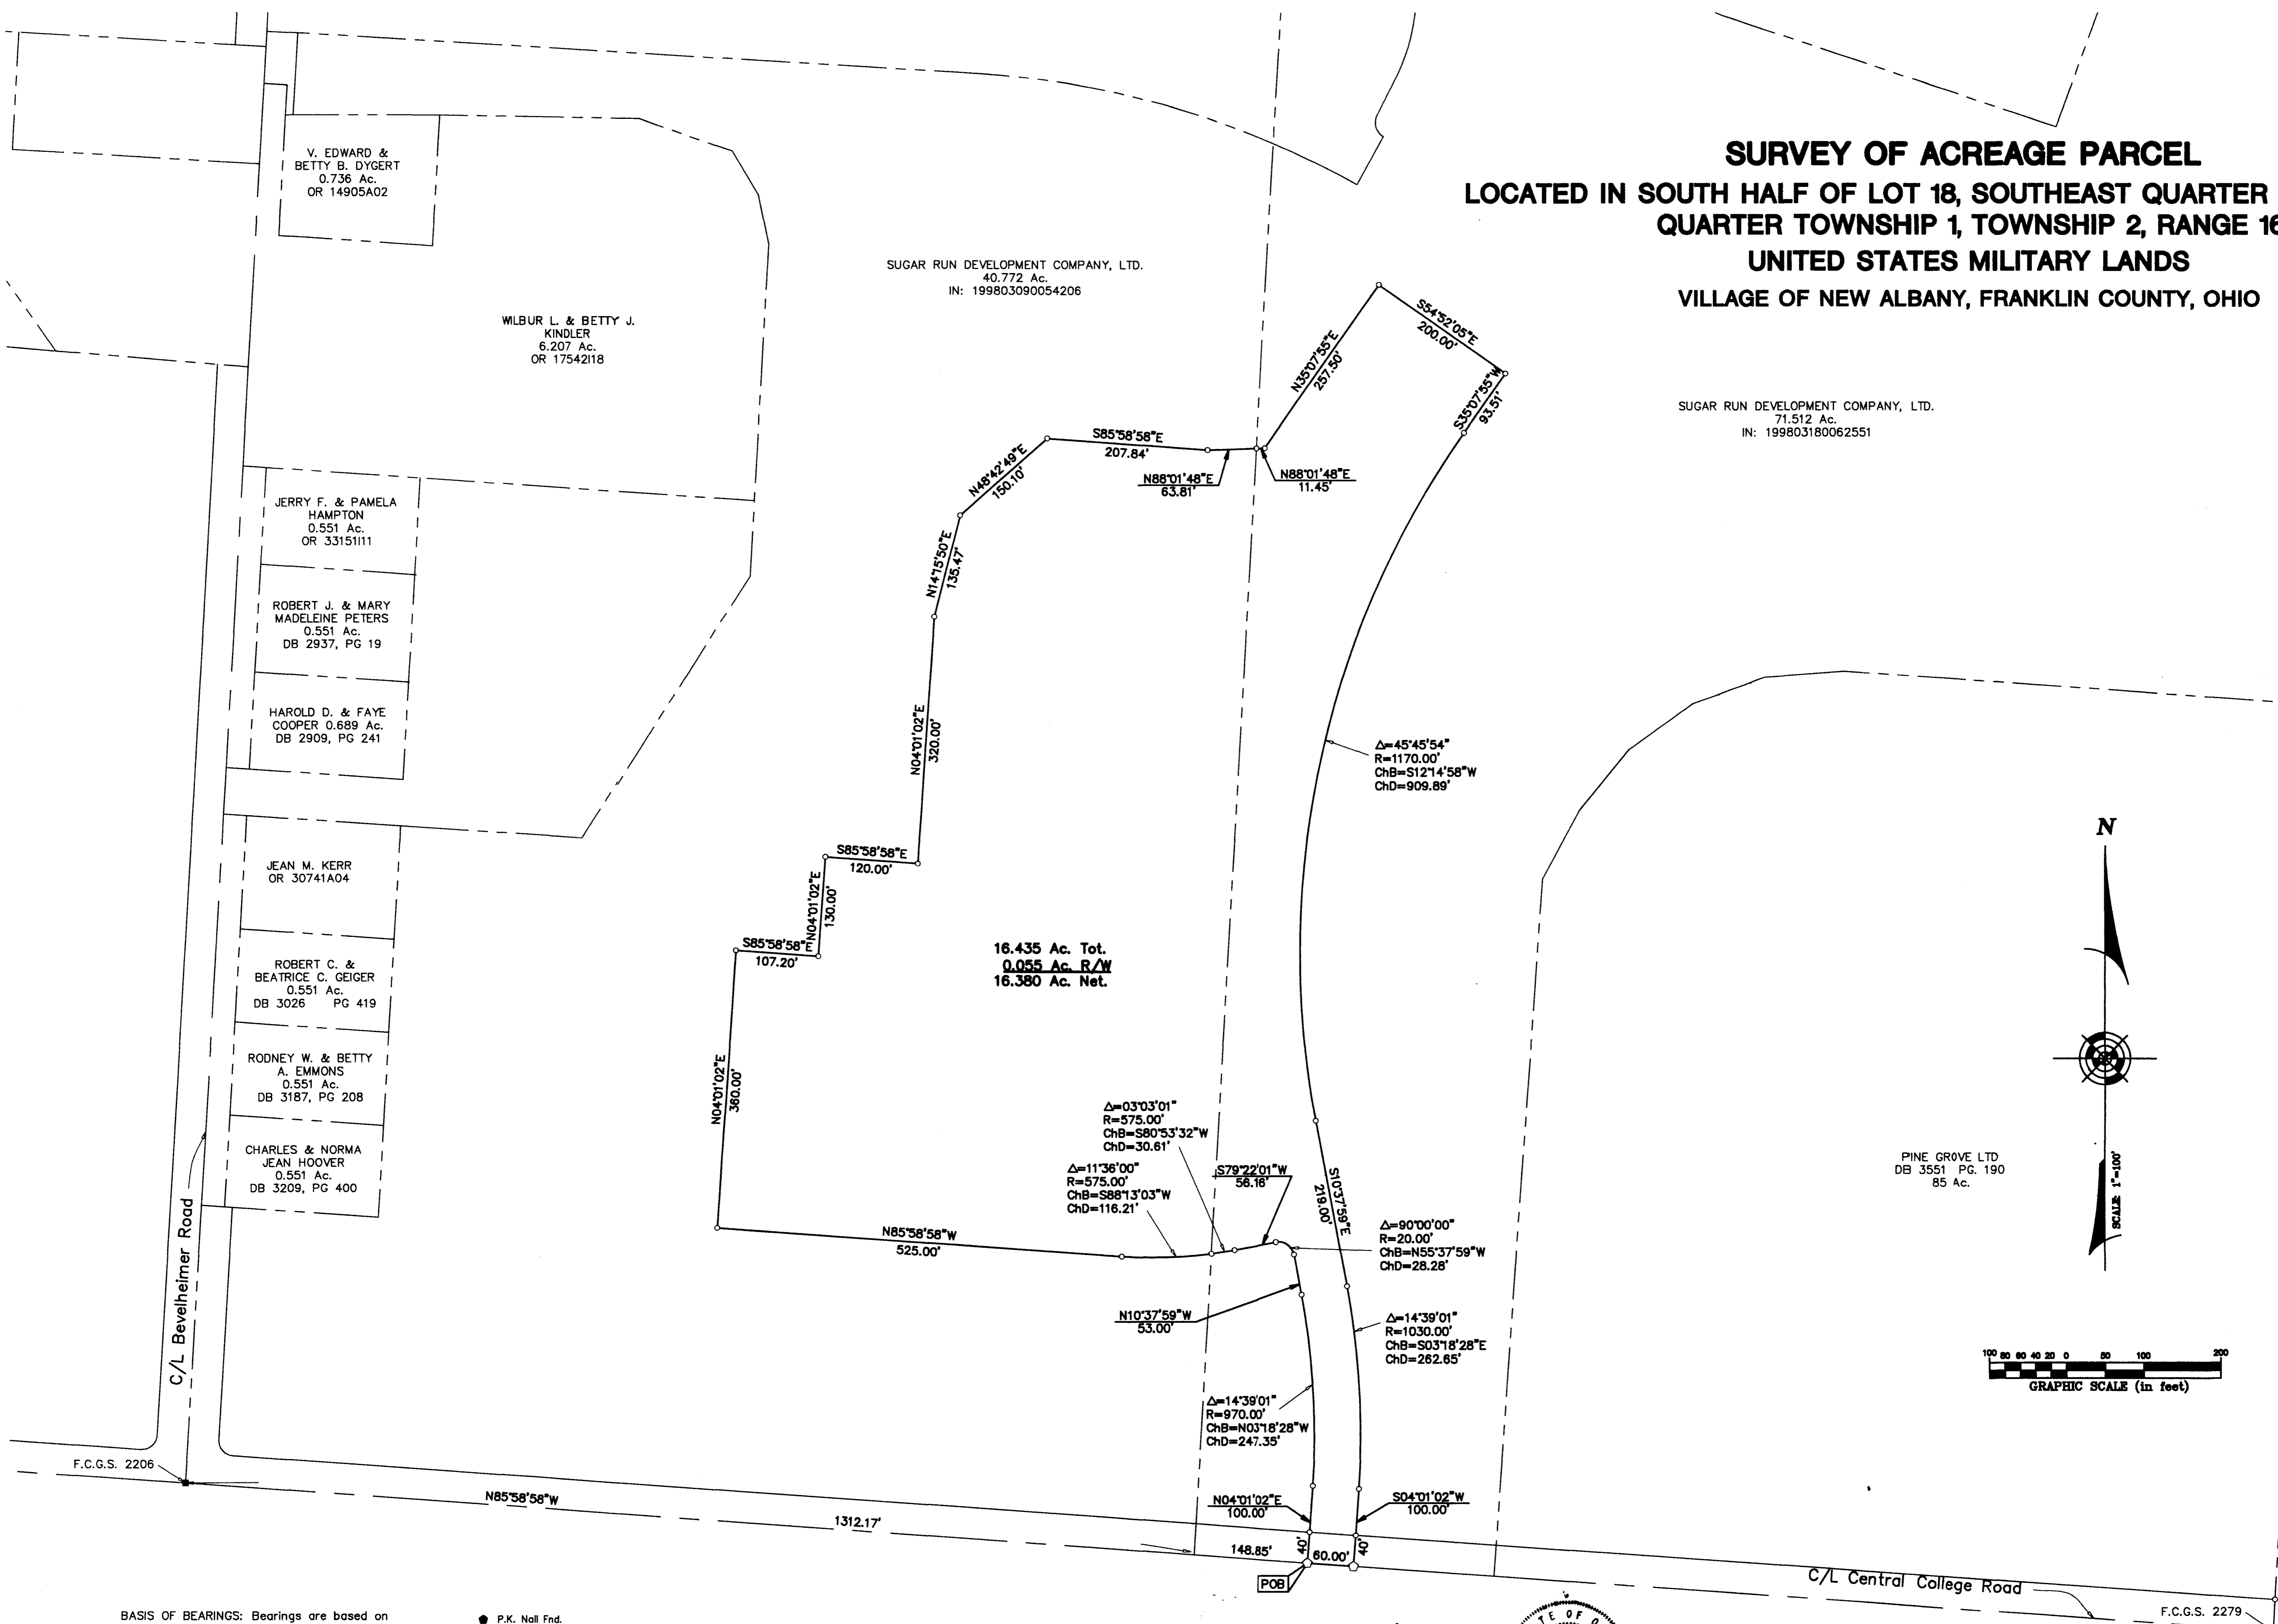 SURVEY OF ACREAGE PARCEL
LOCATED IN SOUTH HALF OF LOT 18, SOUTHEAST QUARTER
QUARTER TOWNSHIP 1, TOWNSHIP 2, RANGE 16
UNITED STATES MILITARY LANDS
VILLAGE OF NEW ALBANY, FRANKLIN COUNTY, OHIO
V. EDWARD &
BETTY B. DYGERT
0.736 Ac.
OR 14905A02
WILBUR L. & BETTY J.
KINDLER
6.207 Ac.
OR 17542I18
SUGAR RUN DEVELOPMENT COMPANY, LTD.
40.772 Ac.
IN: 199803090054206
SUGAR RUN DEVELOPMENT COMPANY, LTD.
71.512 Ac.
IN: 199803180062551
S54°52'05"E
200.00'
N35°07'55"E
257.50'
S35°07'55"W
93.51'
S85°58'58"E
207.84'
N88°01'48"E
63.81'
N88°01'48"E
11.45'
N48°42'49"E
150.10'
N14°15'50"E
135.47'
N04°01'02"E
320.00'
S85°58'58"E
120.00'
N04°01'02"E
130.00'
S85°58'58"E
107.20'
N04°01'02"E
360.00'
JERRY F. & PAMELA
HAMPTON
0.551 Ac.
OR 33151I11
ROBERT J. & MARY
MADELEINE PETERS
0.551 Ac.
DB 2937, PG 19
HAROLD D. & FAYE
COOPER 0.689 Ac.
DB 2909, PG 241
JEAN M. KERR
OR 30741A04
ROBERT C. &
BEATRICE C. GEIGER
0.551 Ac.
DB 3026 PG 419
RODNEY W. & BETTY
A. EMMONS
0.551 Ac.
DB 3187, PG 208
CHARLES & NORMA
JEAN HOOVER
0.551 Ac.
DB 3209, PG 400
16.435 Ac. Tot.
0.055 Ac. R/W
16.380 Ac. Net.
Δ=45°45'54"
R=1170.00'
ChB=S12°14'58"W
ChD=909.89'
N
SCALE: 1"=100'
PINE GROVE LTD
DB 3551 PG. 190
85 Ac.
Δ=03°03'01"
R=575.00'
ChB=S80°53'32"W
ChD=30.61'
Δ=11°36'00"
R=575.00'
ChB=S88°13'03"W
ChD=116.21'
S79°22'01"W
56.16'
S10°37'59"E
219.00'
Δ=90°00'00"
R=20.00'
ChB=N55°37'59"W
ChD=28.28'
N85°58'58"W
525.00'
N10°37'59"W
53.00'
Δ=14°39'01"
R=1030.00'
ChB=S03°18'28"E
ChD=262.65'
Δ=14°39'01"
R=970.00'
ChB=N03°18'28"W
ChD=247.35'
100 80 60 40 20 0 50 100 200
GRAPHIC SCALE (in feet)
C/L Bevelheimer Road
F.C.G.S. 2206
N85°58'58"W
1312.17'
N04°01'02"E
100.00'
S04°01'02"W
100.00'
148.85'
40'
60.00'
40'
POB
C/L Central College Road
F.C.G.S. 2279
BASIS OF BEARINGS: Bearings are based on
P.K. Nail Fnd.
TE OF O